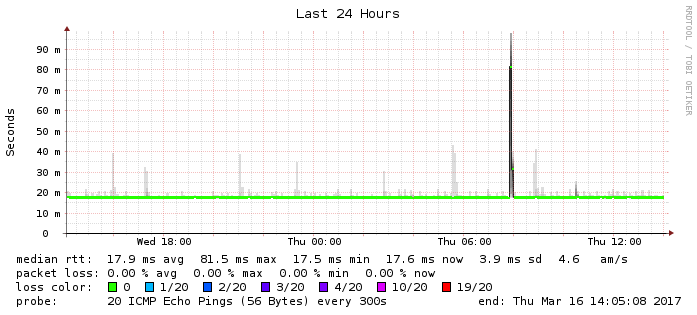 Last 24 Hours
RRDTOOL / TOBI OETIKER
Seconds
90 m
80 m
70 m
60 m
50 m
40 m
30 m
20 m
10 m
0
Wed 18:00 Thu 00:00 Thu 06:00 Thu 12:00
median rtt: 17.9 ms avg 81.5 ms max 17.5 ms min 17.6 ms now 3.9 ms sd 4.6 am/s
packet loss: 0.00 % avg 0.00 % max 0.00 % min 0.00 % now
loss color: 0 1/20 2/20 3/20 4/20 10/20 19/20
probe: 20 ICMP Echo Pings (56 Bytes) every 300s end: Thu Mar 16 14:05:08 2017